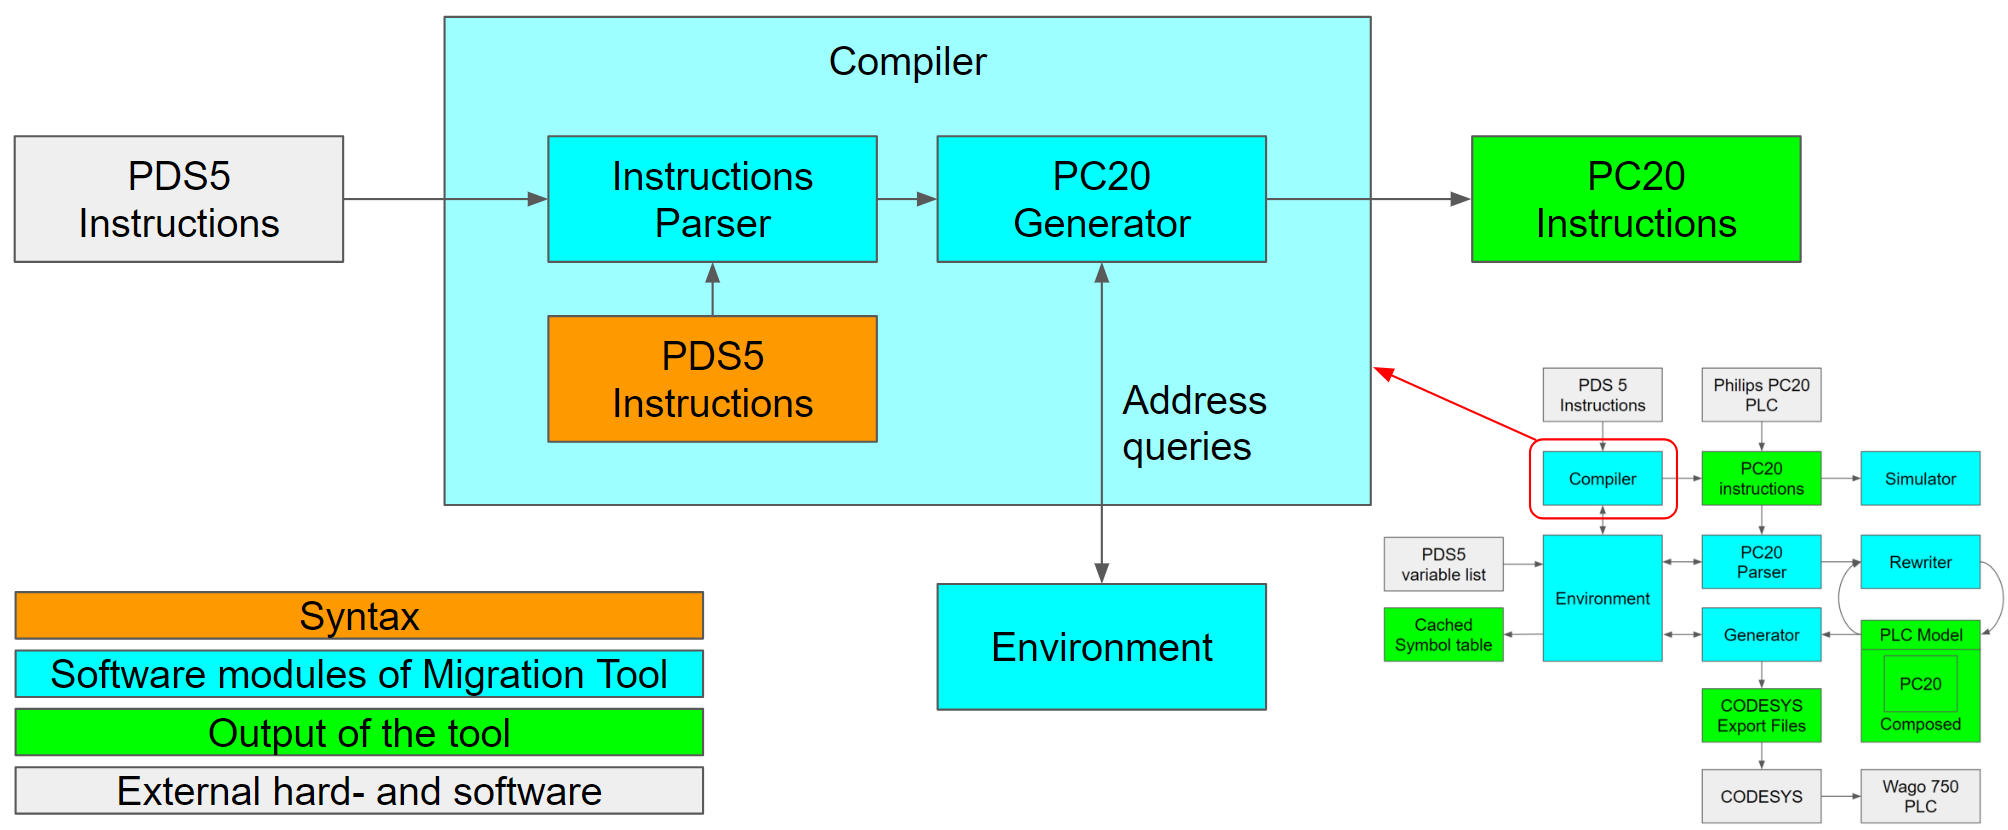 Compiler
PDS5
Instructions
Instructions
Parser
PC20
Generator
PC20
Instructions
PDS5
Instructions
Address
queries
Environment
Syntax
Software modules of Migration Tool
Output of the tool
External hard- and software
PDS 5
Instructions
Philips PC20
PLC
Compiler
PC20
instructions
Simulator
PDS5
variable list
Environment
PC20
Parser
Rewriter
Cached
Symbol table
Generator
PLC Model
PC20
Composed
CODESYS
Export Files
CODESYS
Wago 750
PLC